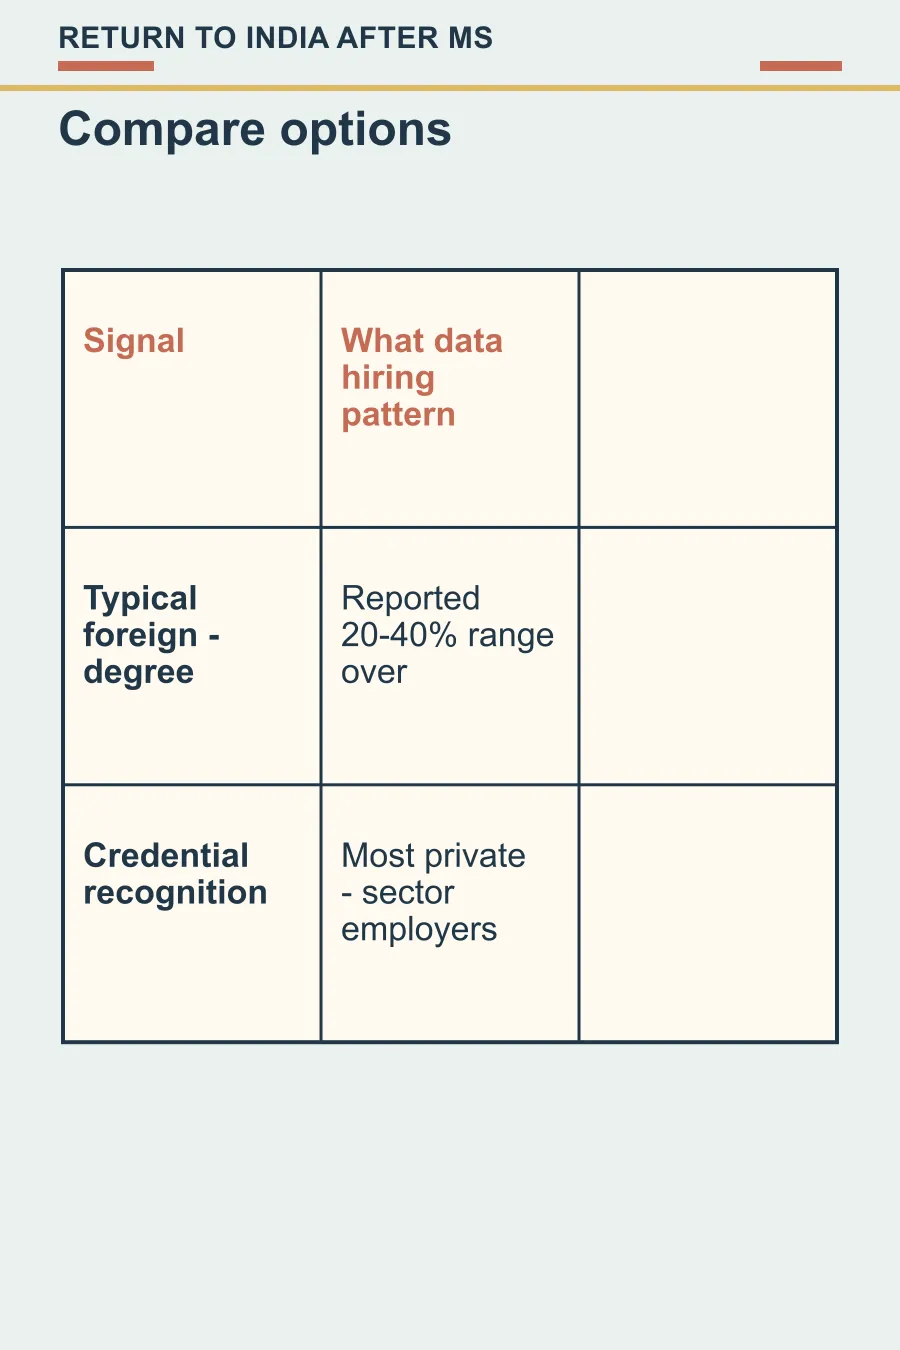 RETURN TO INDIA AFTER MS
Compare options
Signal
What data
hiring
pattern
Typical
foreign -
degree
Reported
20-40% range
over
Credential
recognition
Most private
- sector
employers